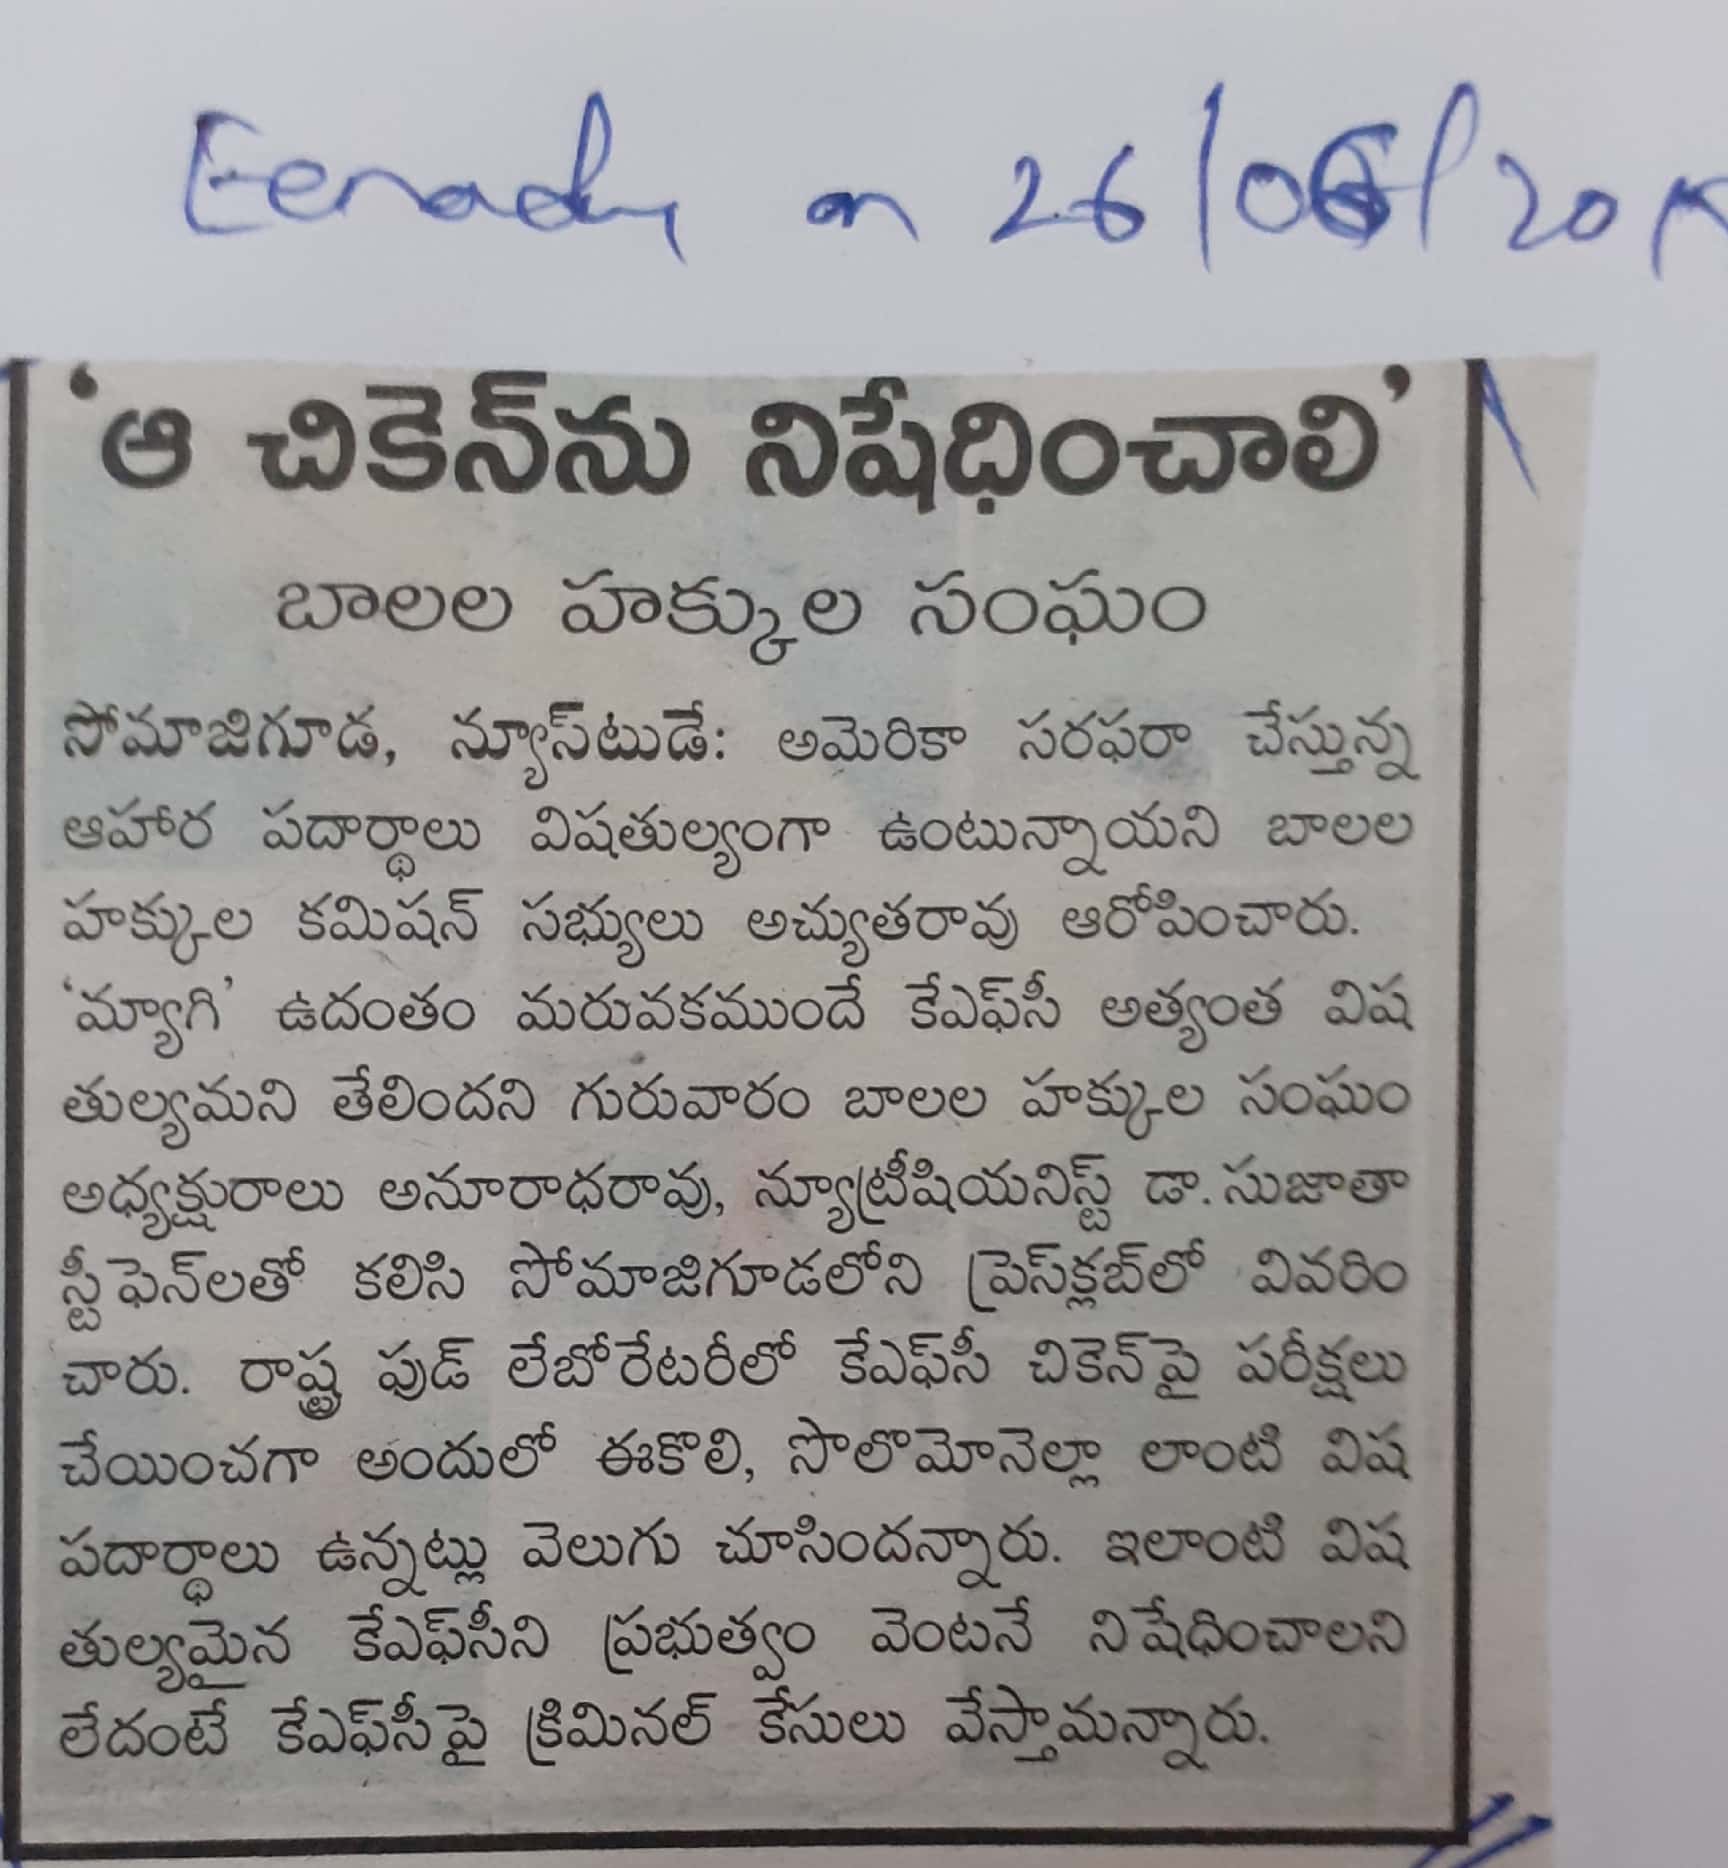 Eenadu on 26/06/20
‘ఆ చికెన్‌ను నిషేధించాలి’
బాలల హక్కుల సంఘం
సోమాజిగూడ, న్యూస్‌టుడే: అమెరికా సరఫరా చేస్తున్న
ఆహార పదార్థాలు విషతుల్యంగా ఉంటున్నాయని బాలల
హక్కుల కమిషన్ సభ్యులు అచ్యుతరావు ఆరోపించారు.
‘మ్యాగి’ ఉదంతం మరువకముందే కేఎఫ్‌సీ అత్యంత విష
తుల్యమని తేలిందని గురువారం బాలల హక్కుల సంఘం
అధ్యక్షురాలు అనూరాధరావు, న్యూట్రీషియనిస్ట్ డా. సుజాతా
స్టీఫెన్‌లతో కలిసి సోమాజిగూడలోని ప్రెస్‌క్లబ్‌లో వివరిం
చారు. రాష్ట్ర ఫుడ్ లేబోరేటరీలో కేఎఫ్‌సీ చికెన్‌పై పరీక్షలు
చేయించగా అందులో ఈకొలి, సాలొమోనెల్లా లాంటి విష
పదార్థాలు ఉన్నట్లు వెలుగు చూసిందన్నారు. ఇలాంటి విష
తుల్యమైన కేఎఫ్‌సీని ప్రభుత్వం వెంటనే నిషేధించాలని
లేదంటే కేఎఫ్‌సీపై క్రిమినల్ కేసులు వేస్తామన్నారు.